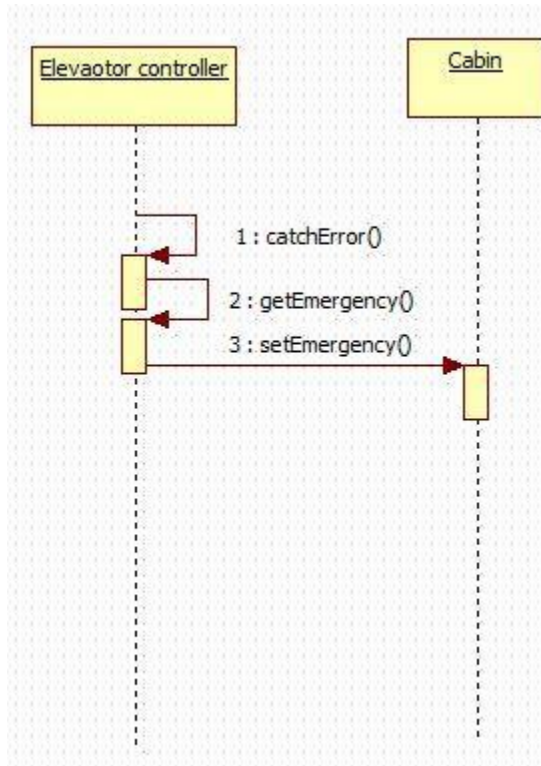 Elevaotor controller
Cabin
1 : catchError()
2 : getEmergency()
3 : setEmergency()